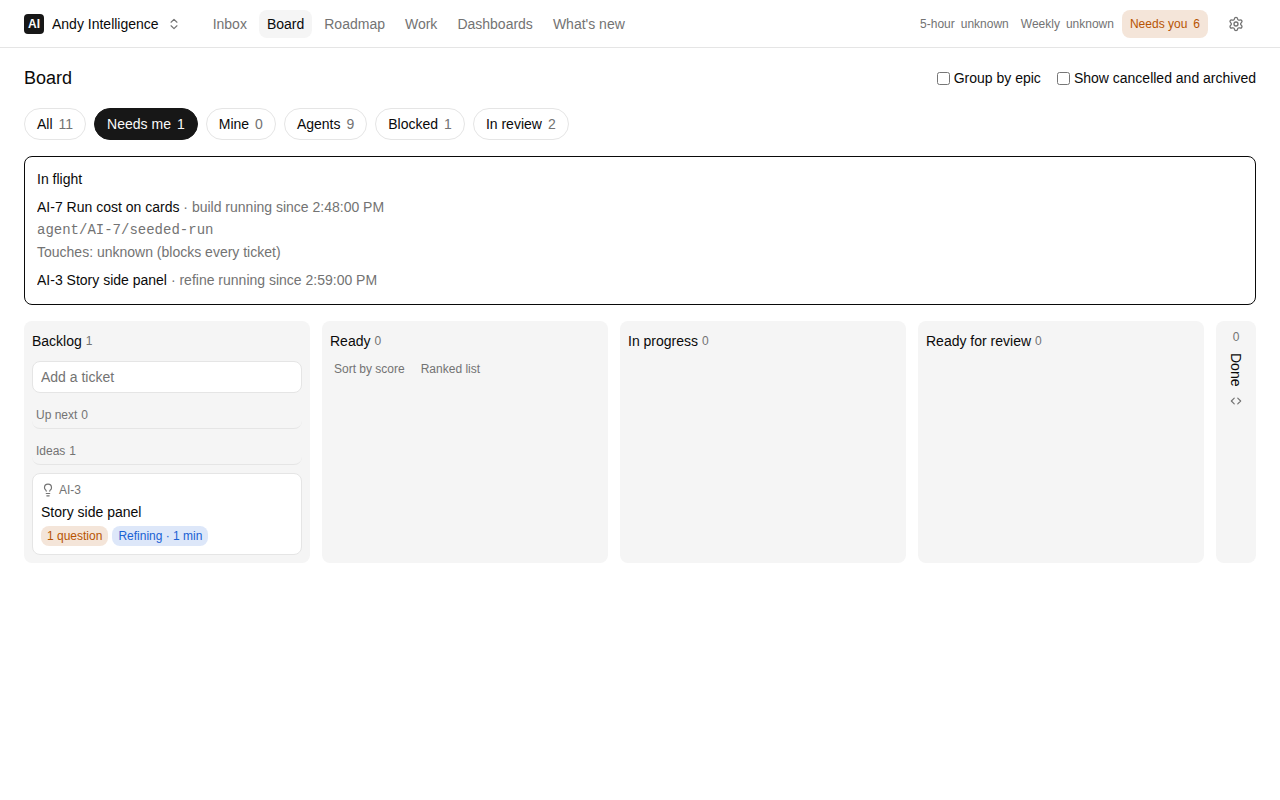 AI Andy Intelligence Inbox Board Roadmap Work Dashboards What's new 5-hour unknown Weekly unknown Needs you 6
Board Group by epic Show cancelled and archived
All 11 Needs me 1 Mine 0 Agents 9 Blocked 1 In review 2
In flight
AI-7 Run cost on cards · build running since 2:48:00 PM
agent/AI-7/seeded-run
Touches: unknown (blocks every ticket)
AI-3 Story side panel · refine running since 2:59:00 PM
Backlog 1
Add a ticket
Up next 0
Ideas 1
AI-3
Story side panel
1 question Refining · 1 min
Ready 0
Sort by score Ranked list
In progress 0
Ready for review 0
0
Done